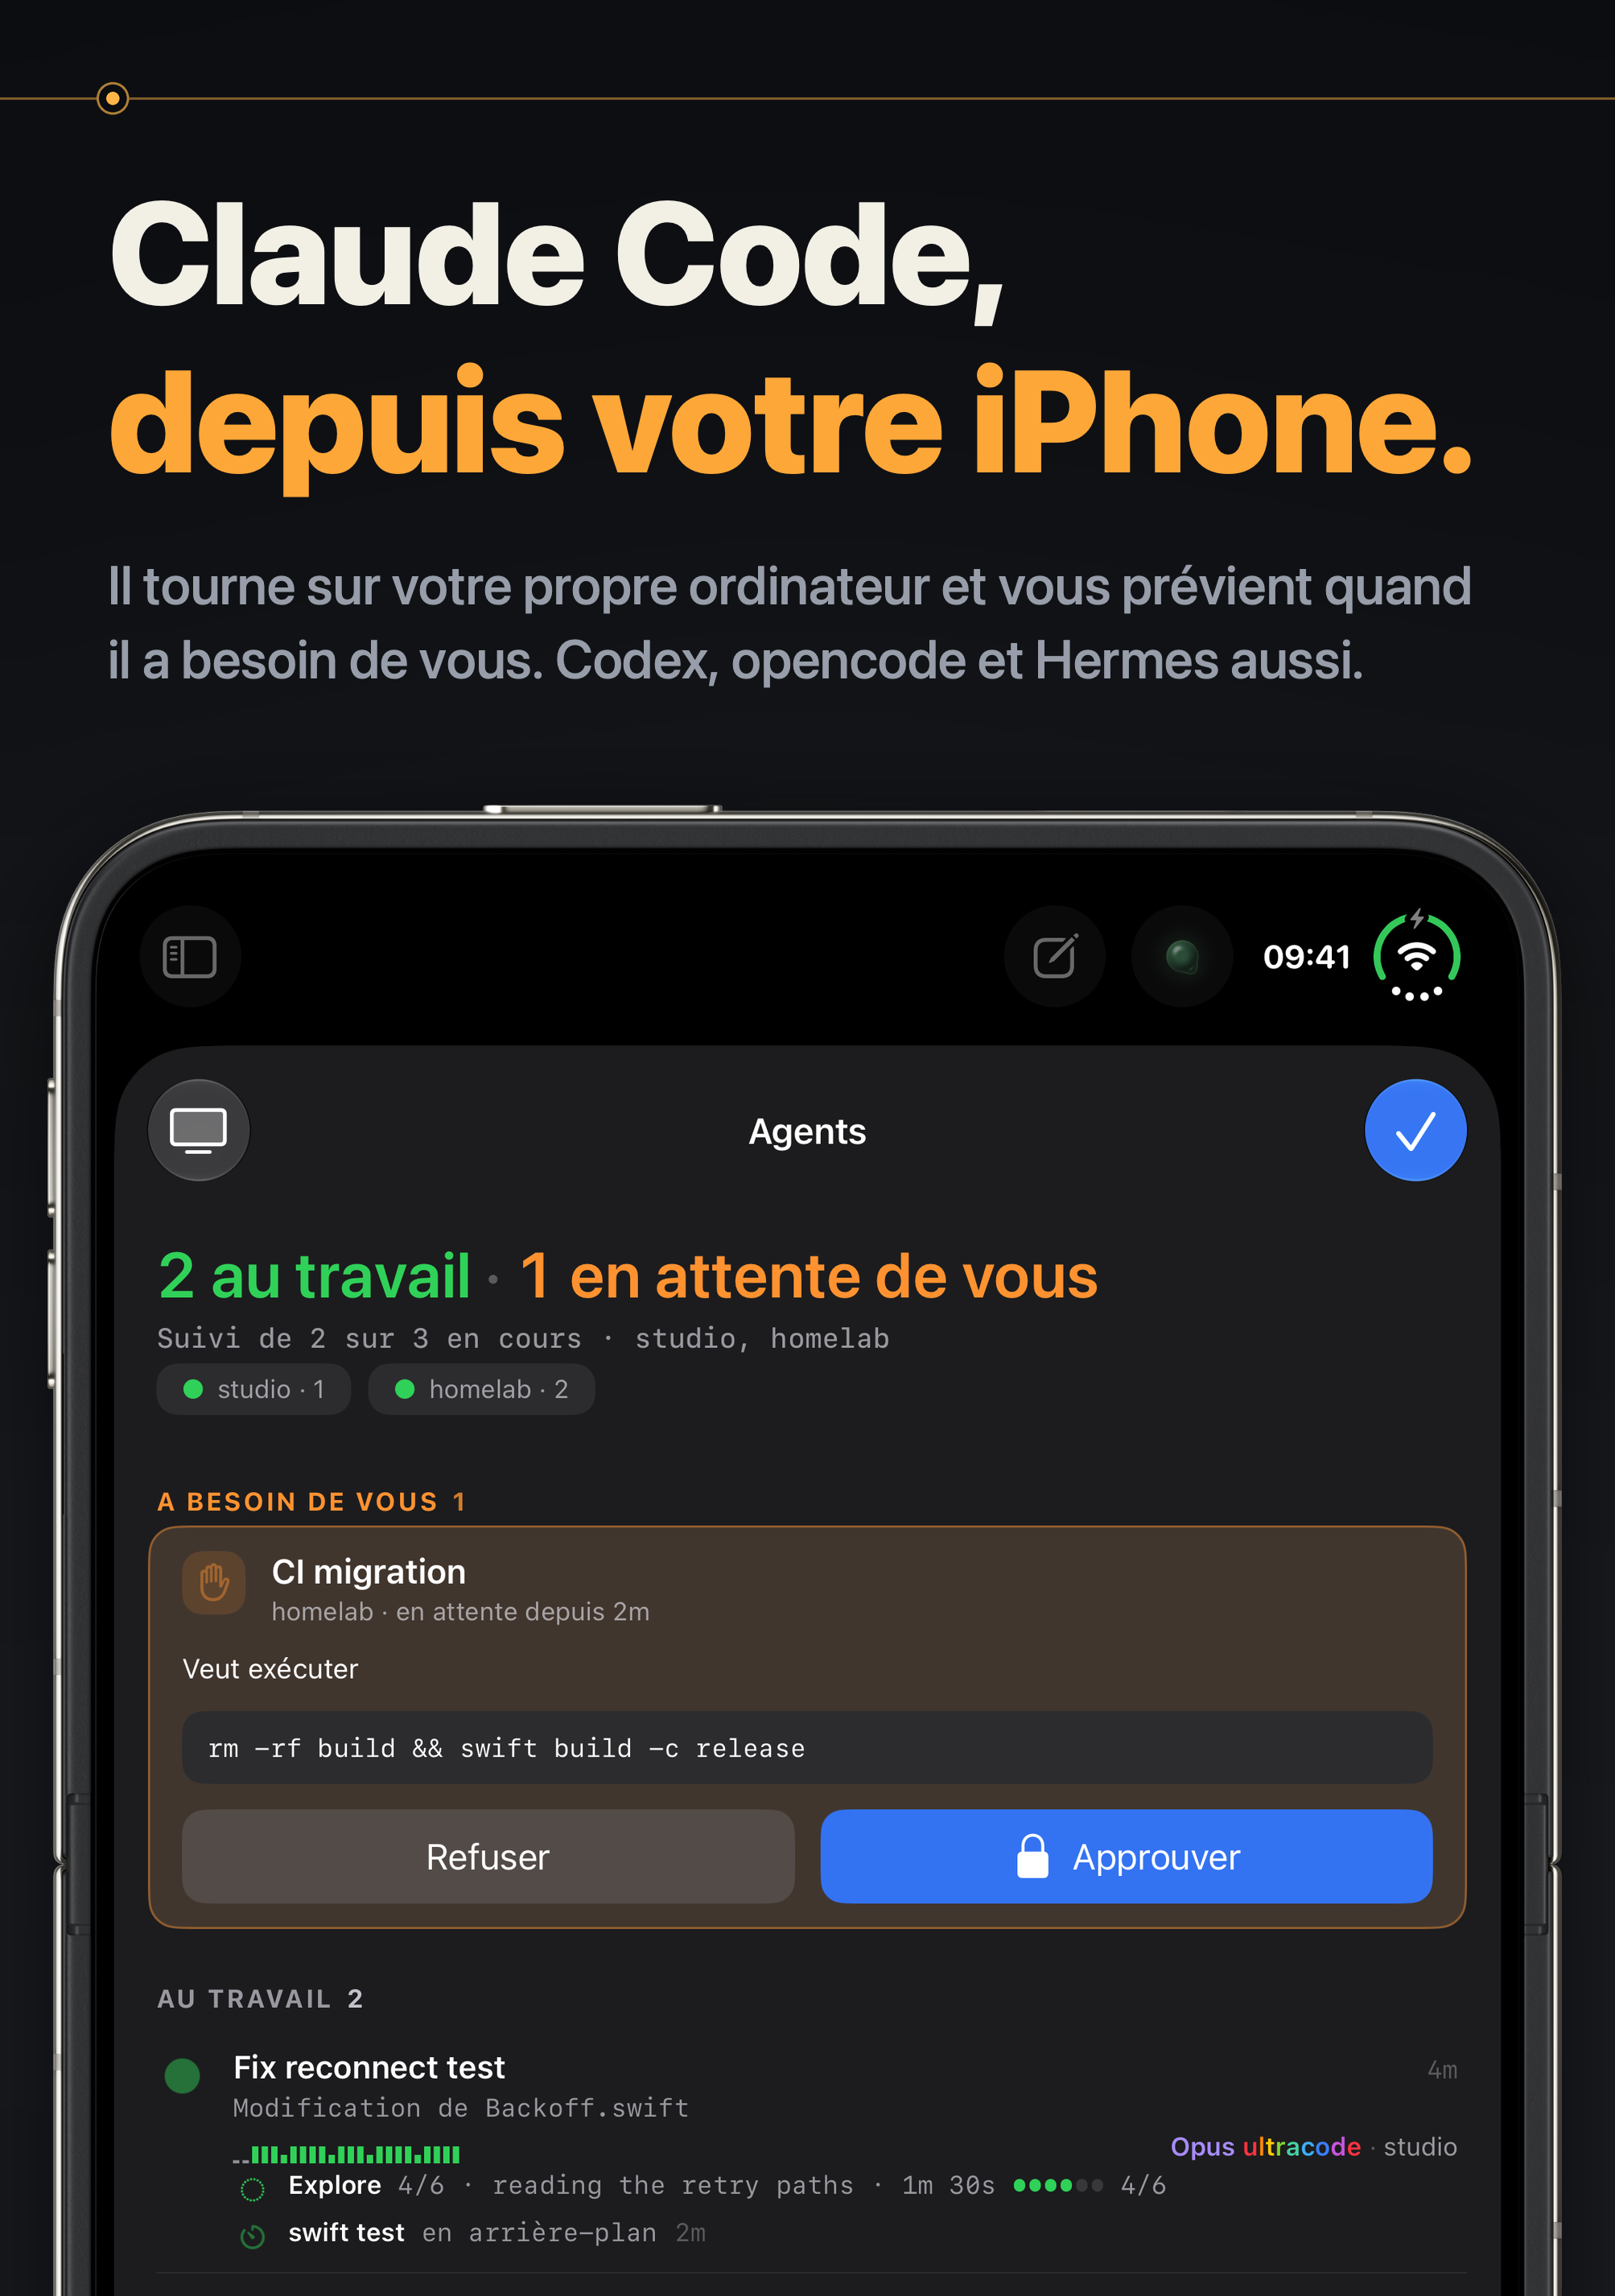 Claude Code,
depuis votre iPhone.
Il tourne sur votre propre ordinateur et vous prévient quand
il a besoin de vous. Codex, opencode et Hermes aussi.
09:41
Agents
2 au travail · 1 en attente de vous
Suivi de 2 sur 3 en cours · studio, homelab
studio · 1 homelab · 2
A BESOIN DE VOUS 1
CI migration
homelab · en attente depuis 2m
Veut exécuter
rm -rf build && swift build -c release
Refuser Approuver
AU TRAVAIL 2
Fix reconnect test 4m
Modification de Backoff.swift
Opus ultracode · studio
Explore 4/6 · reading the retry paths · 1m 30s 4/6
swift test en arrière-plan 2m